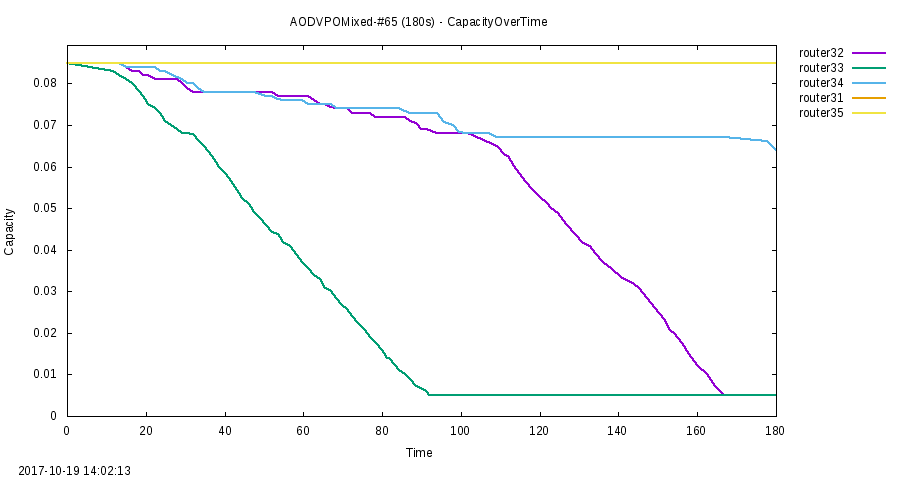 AODVPOMixed-#65 (180s) - CapacityOverTime
router32
router33
router34
router31
router35
0.08
0.07
0.06
0.05
0.04
0.03
0.02
0.01
0
Capacity
0 20 40 60 80 100 120 140 160 180
Time
2017-10-19 14:02:13